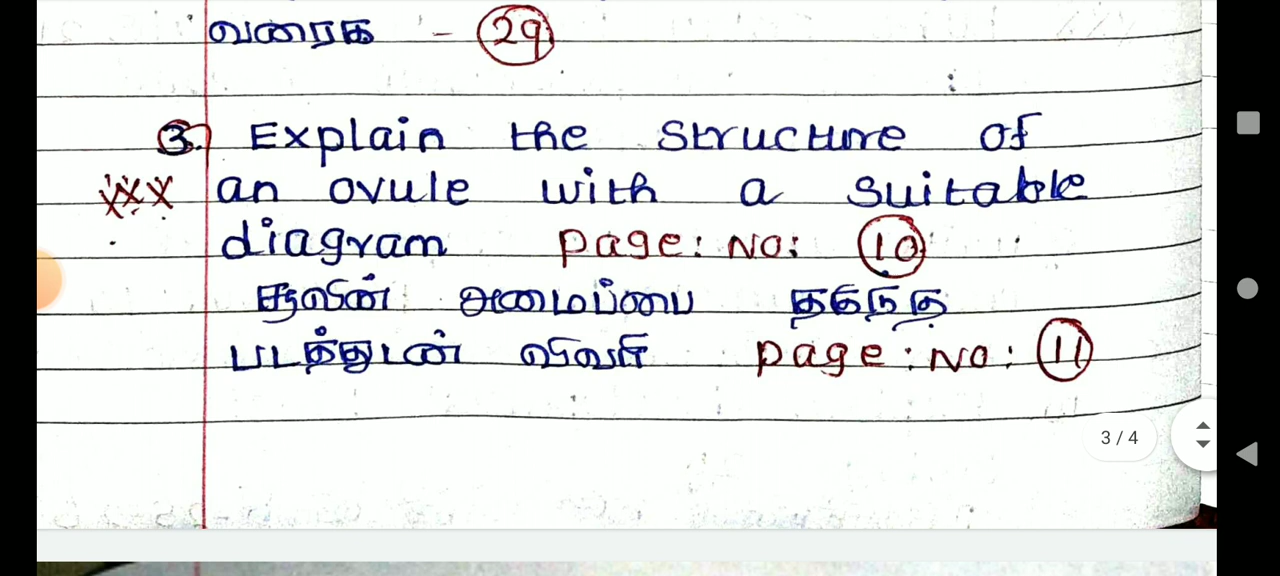 வரைக - 29
3. Explain the structure of
xxx an ovule with a suitable
diagram page: No: 10
சூலின் அமைப்பை தகுந்த
படத்துடன் விவரி page: No: 11
3 / 4